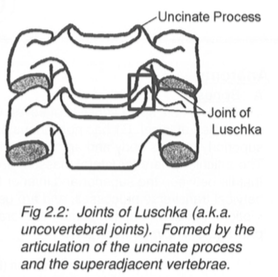 Uncinate Process
Joint of
Luschka
Fig 2.2: Joints of Luschka (a.k.a.
uncovertebral joints). Formed by the
articulation of the uncinate process
and the superadjacent vertebrae.